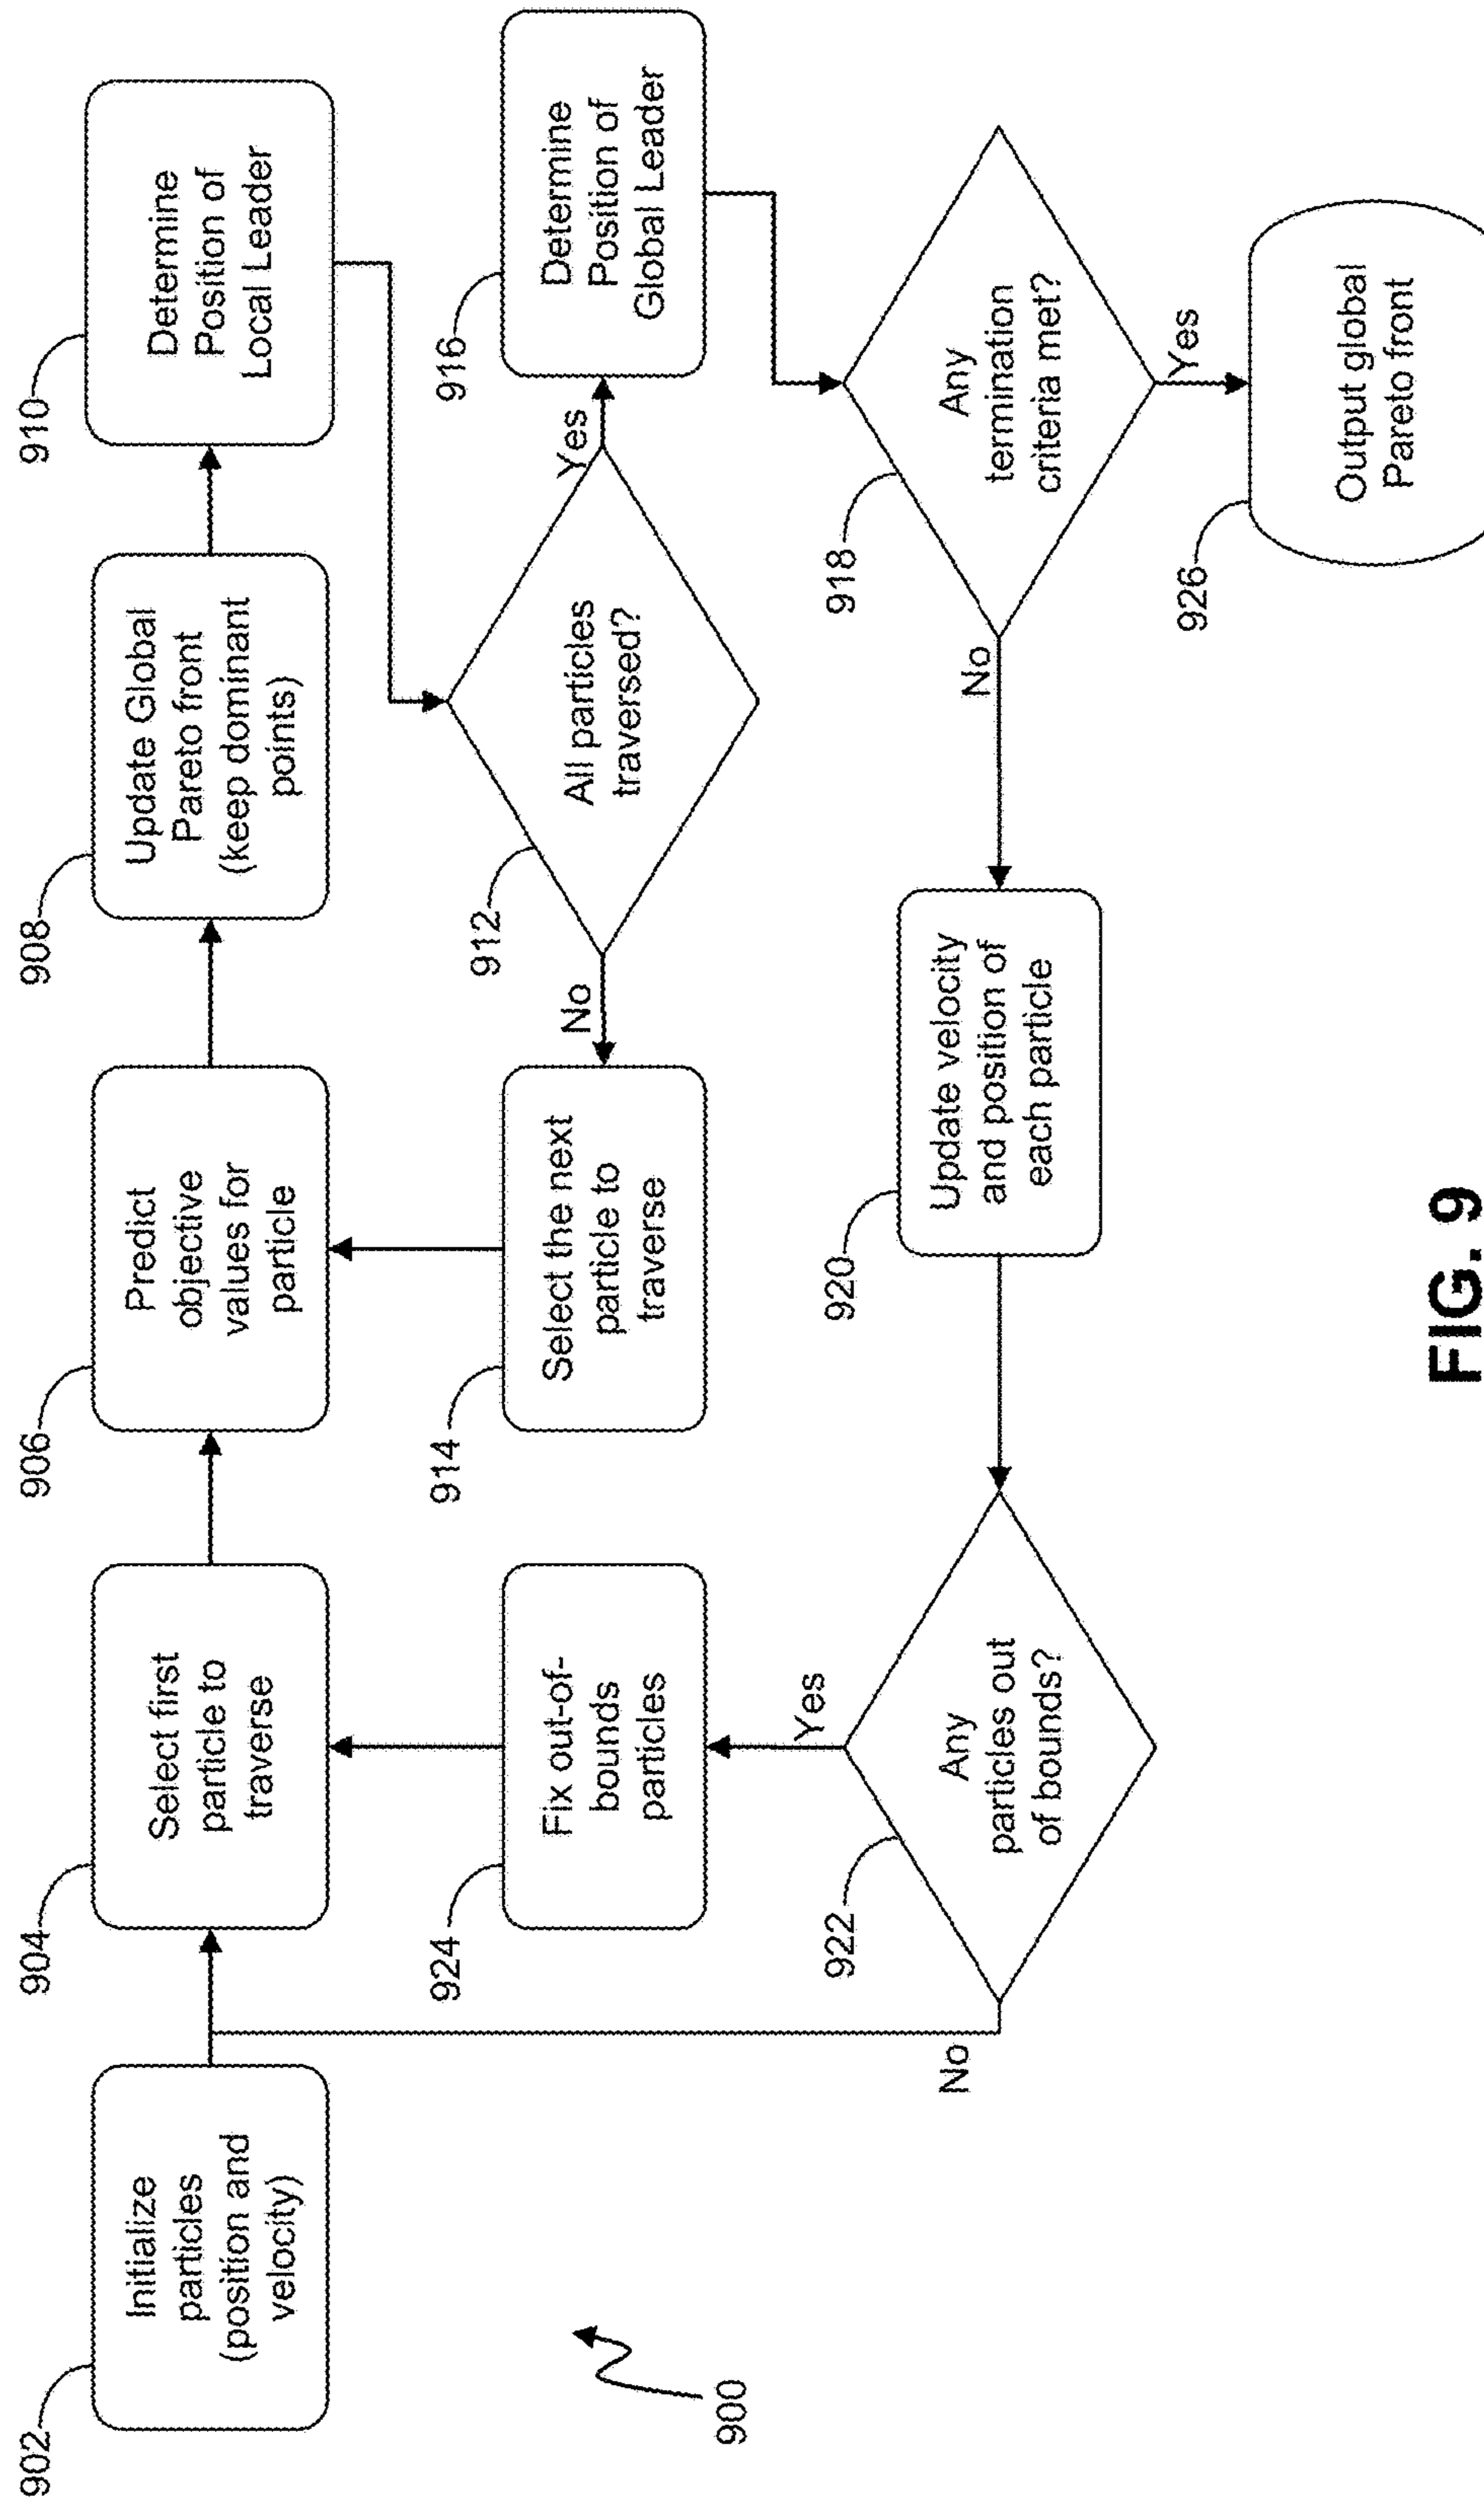 902
Initialize
particles
(position and
velocity)
904
Select first
particle to
traverse
906
Predict
objective
values for
particle
908
Update Global
Pareto front
(keep dominant
points)
910
Determine
Position of
Local Leader
924
Fix out-of-
bounds
particles
914
Select the next
particle to
traverse
No
912
All particles
traversed?
Yes
916
Determine
Position of
Global Leader
900
No
922
Any
particles out
of bounds?
Yes
920
Update velocity
and position of
each particle
No
918
Any
termination
criteria met?
Yes
926
Output global
Pareto front
FIG. 9